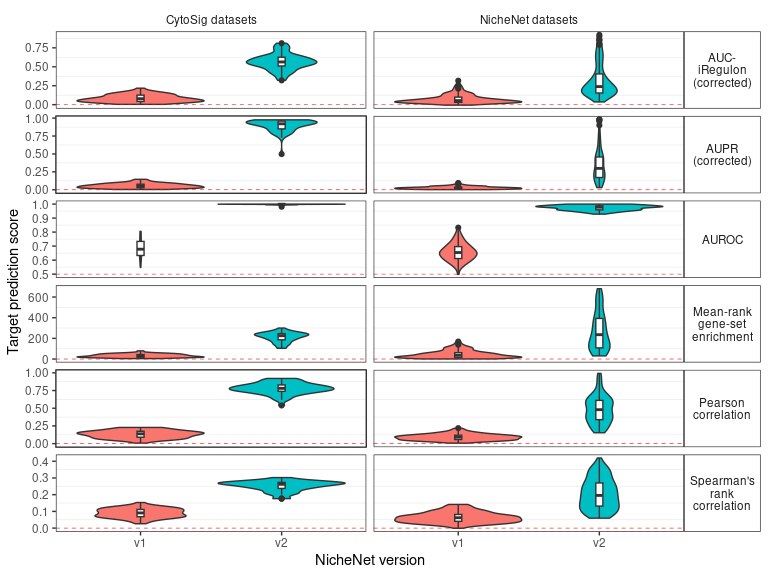 CytoSig datasets
NicheNet datasets
0.75
0.50
0.25
0.00
AUC-
iRegulon
(corrected)
1.00
0.75
0.50
0.25
0.00
AUPR
(corrected)
1.0
0.9
0.8
0.7
0.6
0.5
AUROC
600
400
200
0
Mean-rank
gene-set
enrichment
1.00
0.75
0.50
0.25
0.00
Pearson
correlation
0.4
0.3
0.2
0.1
0.0
Spearman's
rank
correlation
Target prediction score
v1
v2
v1
v2
NicheNet version